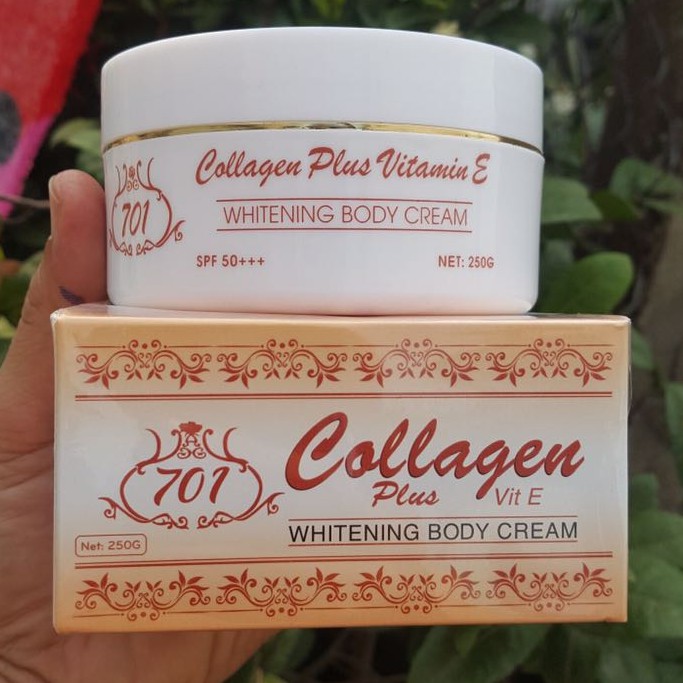 Collagen Plus Vitamin E
701
WHITENING BODY CREAM
SPF 50+++
NET: 250G
701
Collagen
Plus
Vit E
WHITENING BODY CREAM
Net: 250G